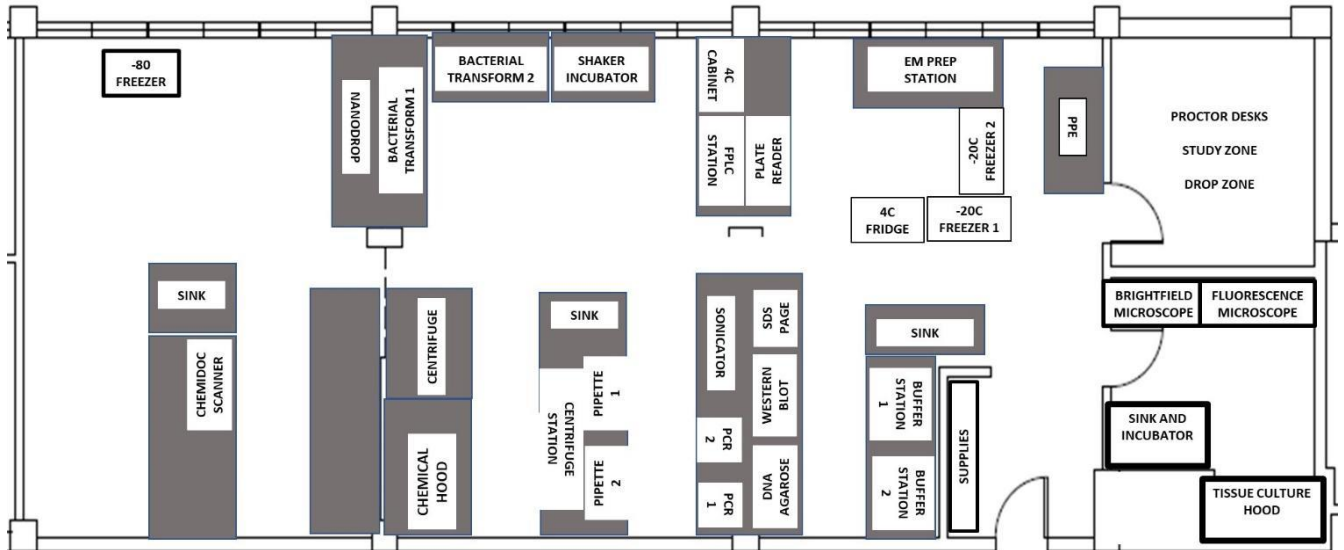 -80
FREEZER
NANODROP
BACTERIAL
TRANSFORM 1
BACTERIAL
TRANSFORM 2
SHAKER
INCUBATOR
4C
CABINET
FPLC
STATION
PLATE
READER
EM PREP
STATION
-20C
FREEZER 2
4C
FRIDGE
-20C
FREEZER 1
PPE
PROCTOR DESKS
STUDY ZONE
DROP ZONE
SINK
CHEMIDOC
SCANNER
CENTRIFUGE
CHEMICAL
HOOD
SINK
CENTRIFUGE
STATION
PIPETTE
1
PIPETTE
2
SONICATOR
SDS
PAGE
WESTERN
BLOT
PCR
2
PCR
1
DNA
AGAROSE
SINK
BUFFER
STATION
1
BUFFER
STATION
2
SUPPLIES
BRIGHTFIELD
MICROSCOPE
FLUORESCENCE
MICROSCOPE
SINK AND
INCUBATOR
TISSUE CULTURE
HOOD